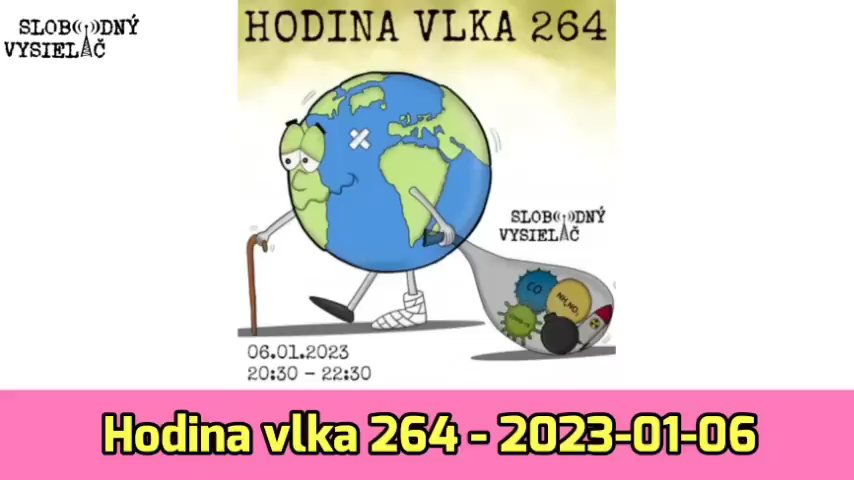 SLOBODNÝ
VYSIELAČ
HODINA VLKA 264
SLOBODNÝ
VYSIELAČ
CO
NH₄NO₃
06.01.2023
20:30 - 22:30
Hodina vlka 264 - 2023-01-06